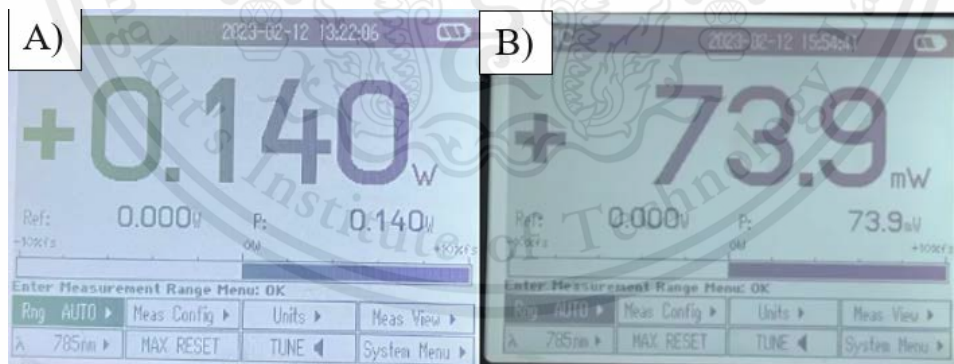 A)
2023-02-12 13:22:06
+0.140 W
Ref: 0.000W P: 0.140W
-10%fs 0W +10%fs
Enter Measurement Range Menu: OK
Rng AUTO Meas Config Units Meas View
λ 785nm MAX RESET TUNE System Menu
B)
2023-02-12 15:54:41
+ 73.9 mW
Ref: 0.000W P: 73.9mW
-10%fs 0W +10%fs
Enter Measurement Range Menu: OK
Rng AUTO Meas Config Units Meas View
λ 785nm MAX RESET TUNE System Menu
Institute of Technology